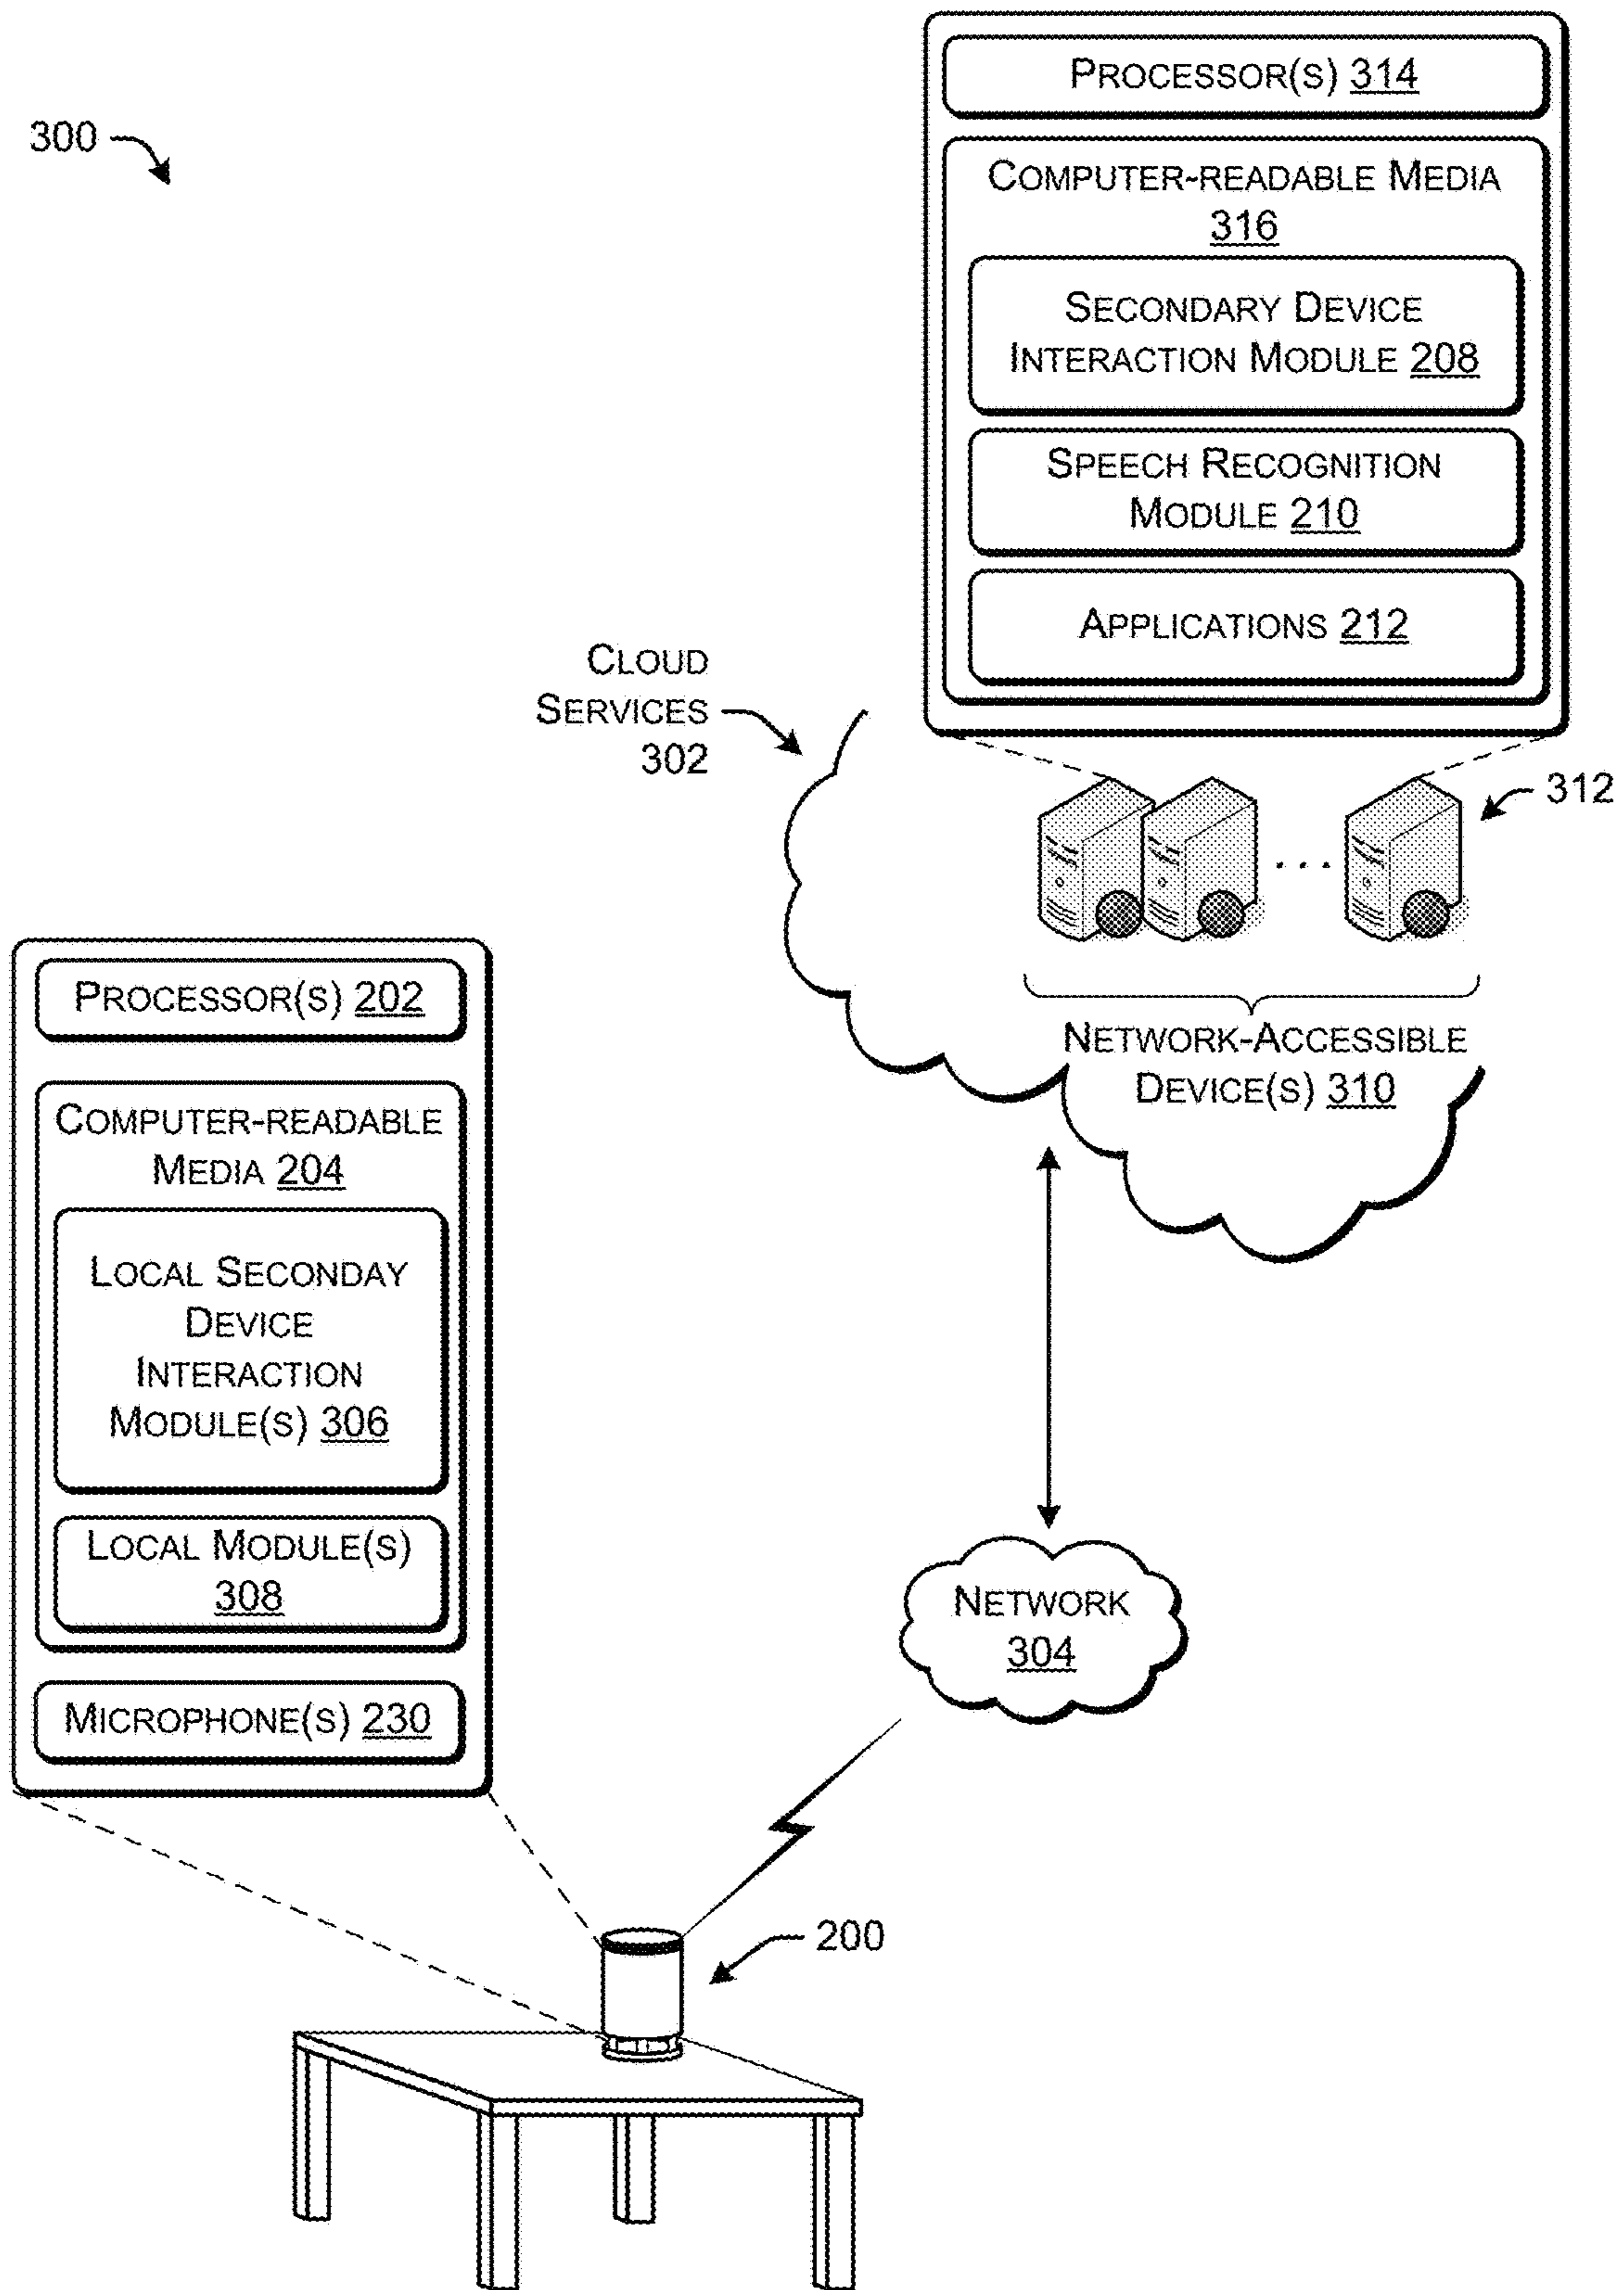 300
PROCESSOR(S) 314
COMPUTER-READABLE MEDIA
316
SECONDARY DEVICE
INTERACTION MODULE 208
SPEECH RECOGNITION
MODULE 210
APPLICATIONS 212
CLOUD
SERVICES
302
312
NETWORK-ACCESSIBLE
DEVICE(S) 310
PROCESSOR(S) 202
COMPUTER-READABLE
MEDIA 204
LOCAL SECONDAY
DEVICE
INTERACTION
MODULE(S) 306
LOCAL MODULE(S)
308
MICROPHONE(S) 230
NETWORK
304
200